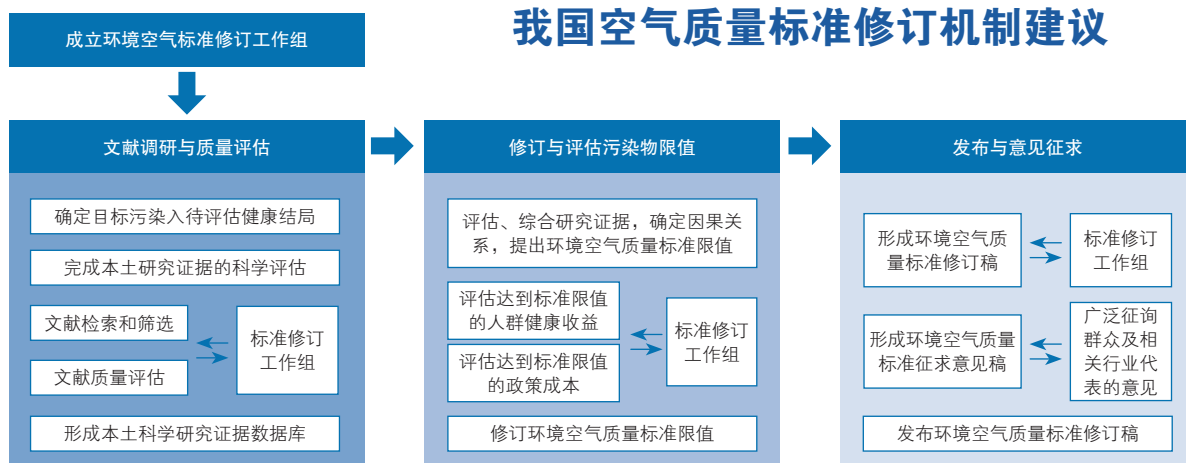 我国空气质量标准修订机制建议
成立环境空气标准修订工作组
文献调研与质量评估
确定目标污染入待评估健康结局
完成本土研究证据的科学评估
文献检索和筛选
文献质量评估
标准修订
工作组
形成本土科学研究证据数据库
修订与评估污染物限值
评估、综合研究证据，确定因果关
系，提出环境空气质量标准限值
评估达到标准限值
的人群健康收益
评估达到标准限值
的政策成本
标准修订
工作组
修订环境空气质量标准限值
发布与意见征求
形成环境空气质
量标准修订稿
标准修订
工作组
形成环境空气质量
标准征求意见稿
广泛征询
群众及相
关行业代
表的意见
发布环境空气质量标准修订稿